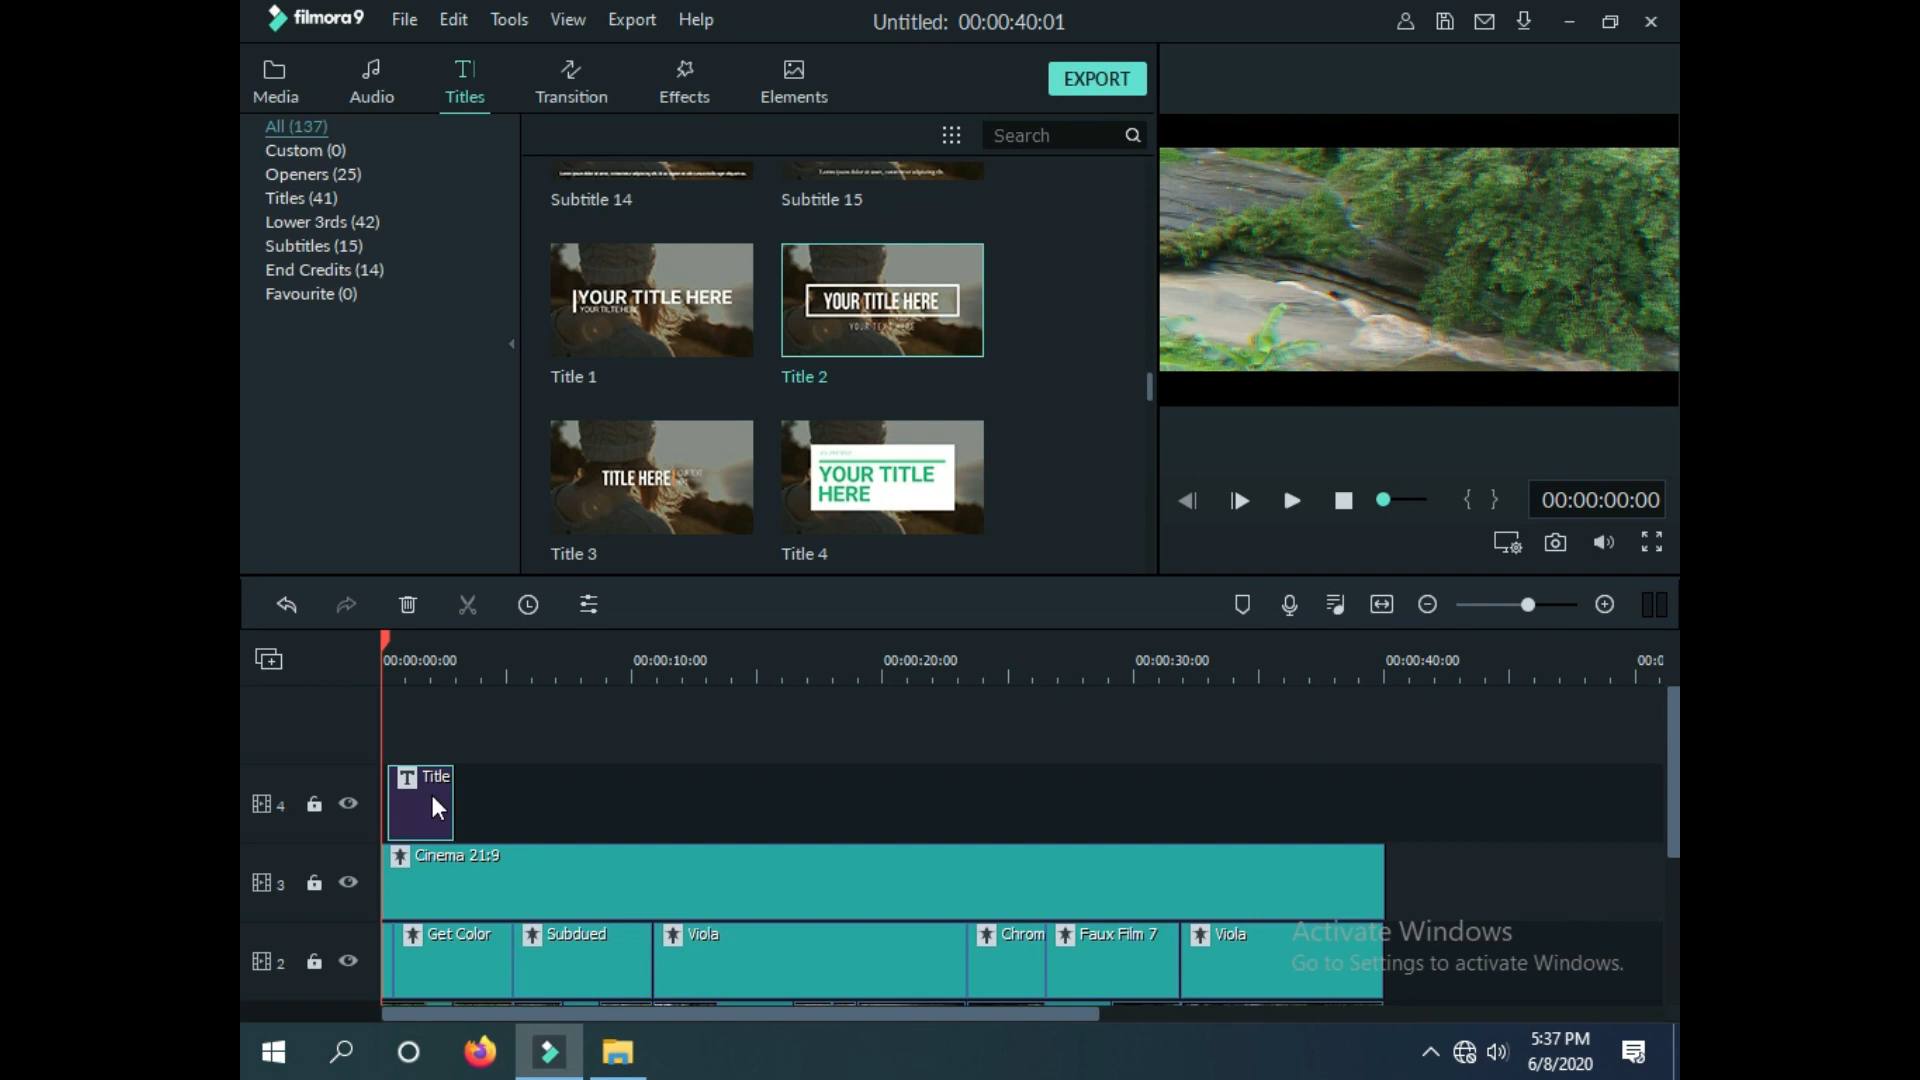 filmora9 File Edit Tools View Export Help Untitled: 00:00:40:01
Media Audio Titles Transition Effects Elements EXPORT
All (137)
Custom (0)
Openers (25)
Titles (41)
Lower 3rds (42)
Subtitles (15)
End Credits (14)
Favourite (0)
Search
Subtitle 14 Subtitle 15
YOUR TITLE HERE
YOUR TITLE HERE
YOUR TEXT HERE
Title 1 Title 2
TITLE HERE
YOUR TITLE
HERE
Title 3 Title 4
00:00:00:00
00:00:00:00 00:00:10:00 00:00:20:00 00:00:30:00 00:00:40:00
4 T Title
3 Cinema 21:9
2 Get Color Subdued Viola Chrom Faux Film 7 Viola
Activate Windows
Go to Settings to activate Windows.
5:37 PM
6/8/2020